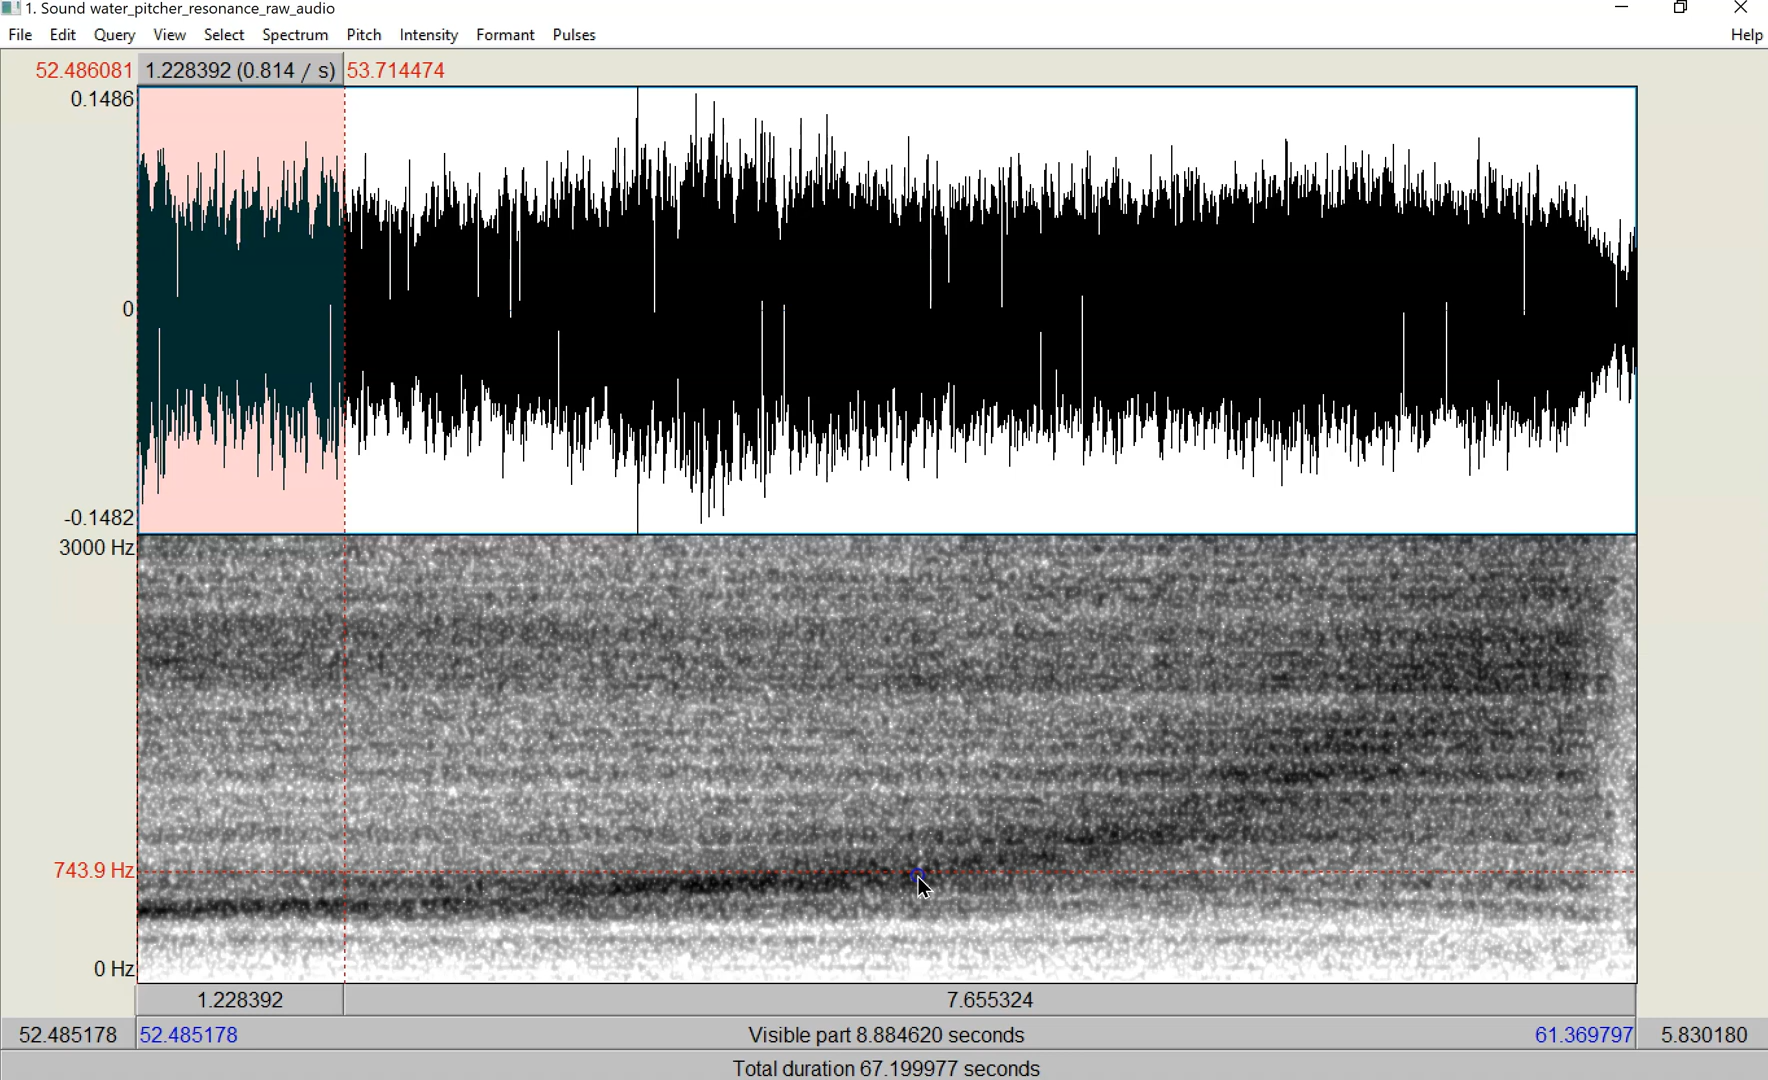 1. Sound water_pitcher_resonance_raw_audio
File Edit Query View Select Spectrum Pitch Intensity Formant Pulses Help
52.486081 1.228392 (0.814 / s) 53.714474
0.1486
0
-0.1482
3000 Hz
743.9 Hz
0 Hz
1.228392 7.655324
52.485178 52.485178 Visible part 8.884620 seconds 61.369797 5.830180
Total duration 67.199977 seconds